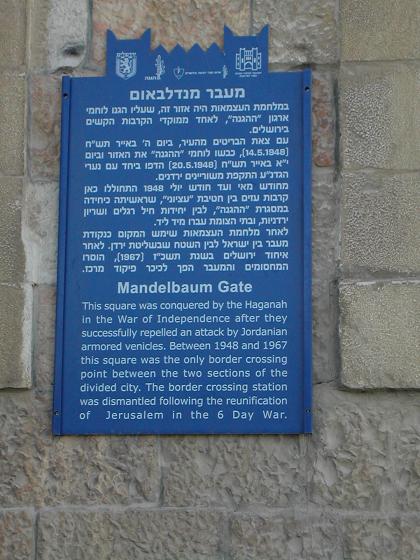 מעבר מנדלבאום
במלחמת העצמאות היה אזור זה, שעליו הגנו לוחמי
ארגון "ההגנה", לאחד ממוקדי הקרבות הקשים
בירושלים.
עם צאת הבריטים מהעיר, ביום ה' באייר תש"ח
(14.5.1948), כבשו לוחמי "ההגנה" את האזור וביום
י"א באייר תש"ח (20.5.1948) הדפו ביחד עם נערי
הגדנ"ע התקפת משוריינים ירדנים.
מחודש מאי ועד חודש יולי 1948 התחוללו כאן
קרבות עזים בין חטיבת "עציוני", שראשיתה כיחידה
במסגרת "ההגנה", לבין יחידות חיל רגלים ושריון
ירדניות, ובתי הצומת עברו מיד ליד.
לאחר מלחמת העצמאות שימש המקום כנקודת
מעבר בין ישראל לבין השטח שבשליטת ירדן. לאחר
איחוד ירושלים בשנת תשכ"ז (1967), הוסרו
המחסומים והמעבר הפך לכיכר פיקוד מרכז.
Mandelbaum Gate
This square was conquered by the Haganah
in the War of Independence after they
successfully repelled an attack by Jordanian
armored venicles. Between 1948 and 1967
this square was the only border crossing
point between the two sections of the
divided city. The border crossing station
was dismantled following the reunification
of Jerusalem in the 6 Day War.